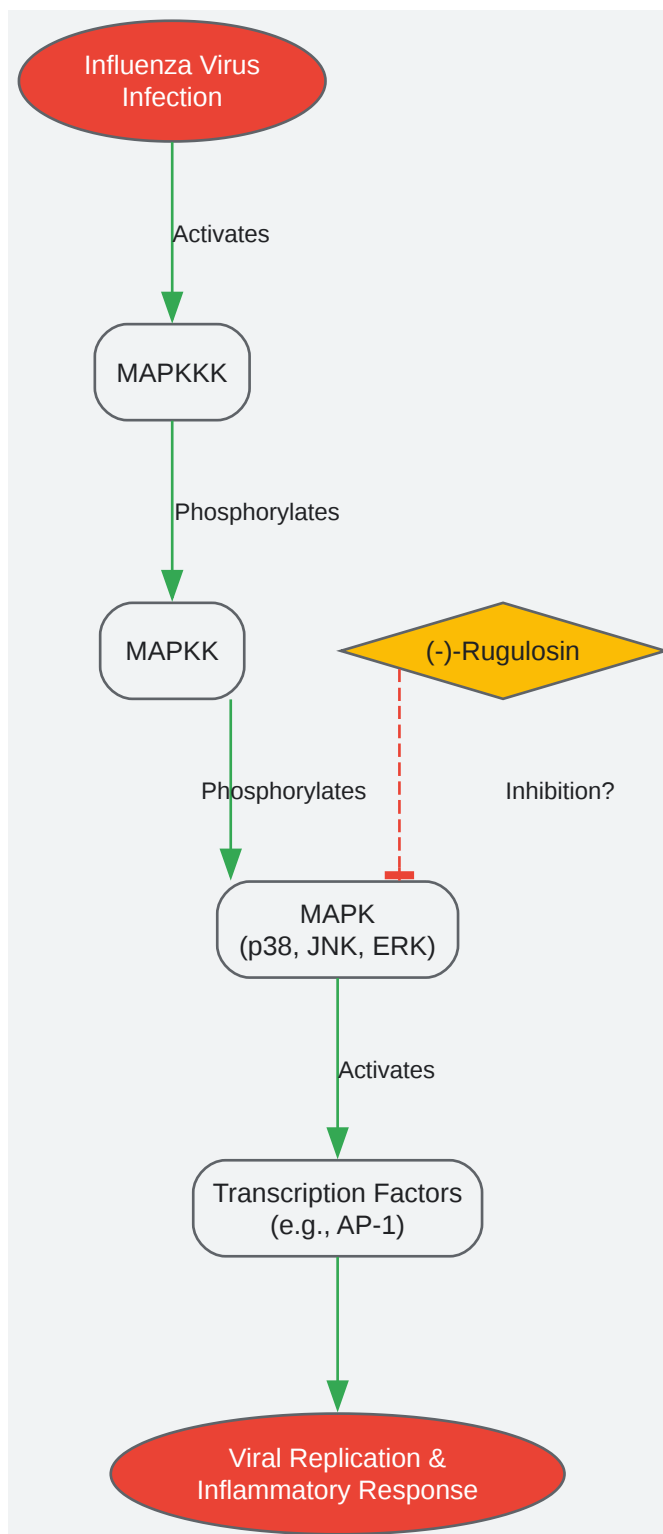 Influenza Virus
Infection
Activates
MAPKKK
Phosphorylates
MAPKK
(-)-Rugulosin
Phosphorylates
Inhibition?
MAPK
(p38, JNK, ERK)
Activates
Transcription Factors
(e.g., AP-1)
Viral Replication &
Inflammatory Response